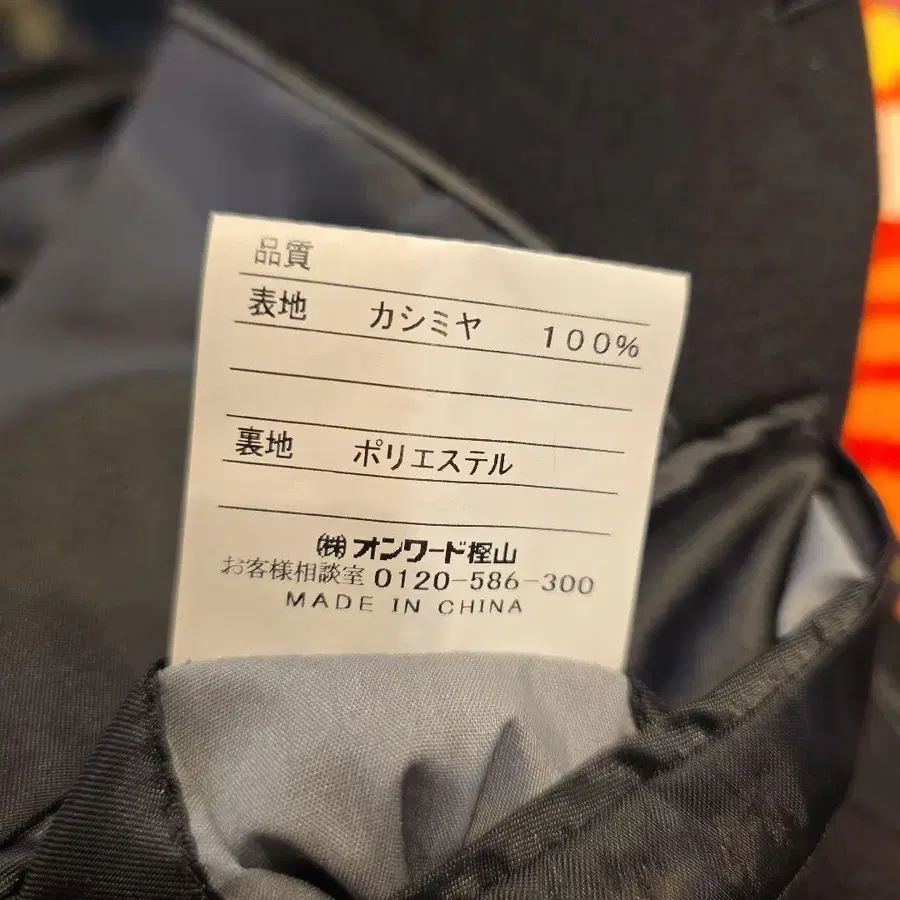 品質
表地 カシミヤ 100%
裏地 ポリエステル
㈱オンワード樫山
お客様相談室 0120-586-300
MADE IN CHINA